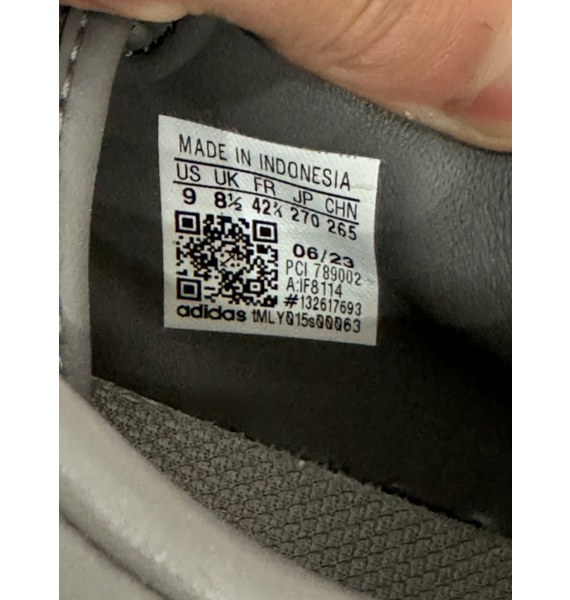 MADE IN INDONESIA
US UK FR JP CHN
9 8½ 42⅔ 270 265
06/23
PCI 789002
A:IF8114
#132617693
adidas tMLY015s00063